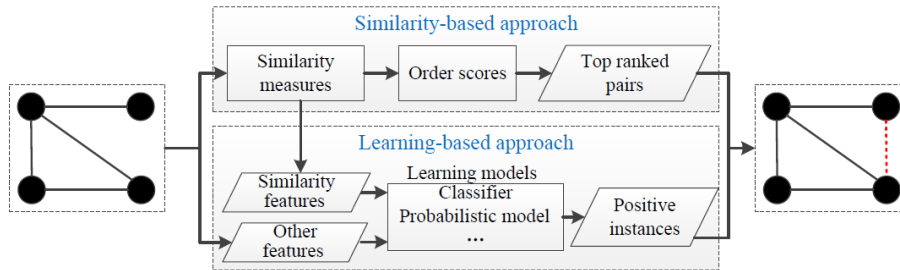 Similarity-based approach
Similarity
measures
Order scores
Top ranked
pairs
Learning-based approach
Similarity
features
Other
features
Learning models
Classifier
Probabilistic model
...
Positive
instances